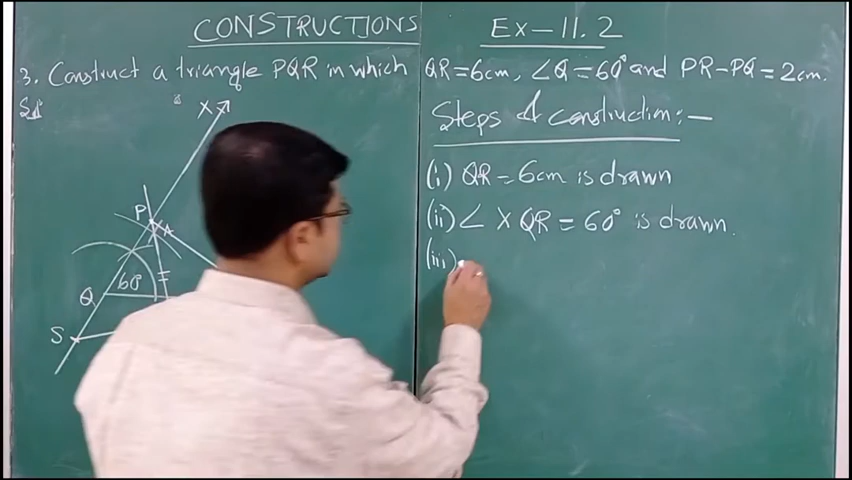 CONSTRUCTIONS Ex-11.2
3. Construct a triangle PQR in which QR=6cm, ∠Q=60° and PR-PQ=2cm.
Sol
Steps of construction:-
(i) QR-6cm is drawn
(ii) ∠XQR=60° is drawn.
(iii)
X
P
A
Q 60°
S